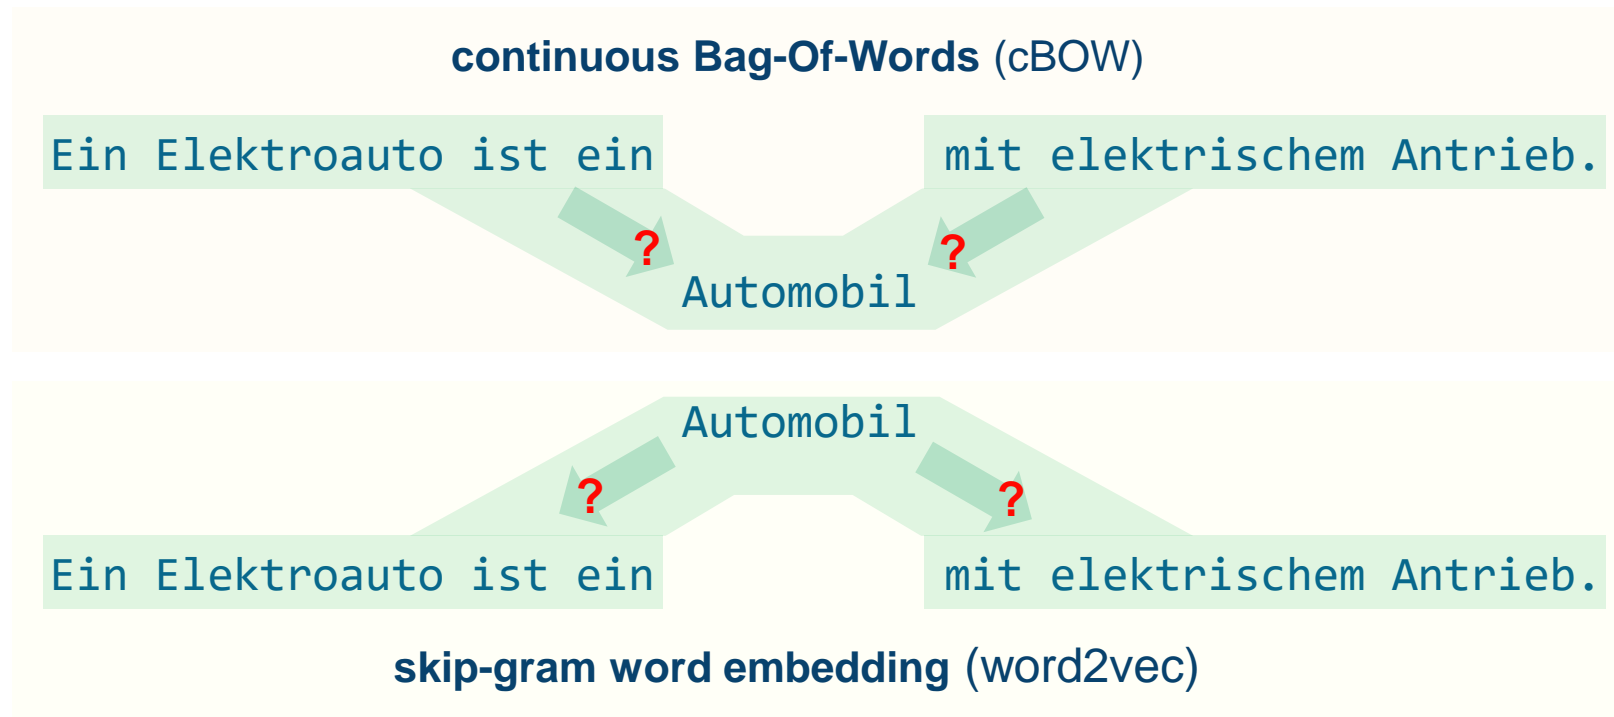 continuous Bag-Of-Words (cBOW)
Ein Elektroauto ist ein mit elektrischem Antrieb.
? ?
Automobil
Automobil
? ?
Ein Elektroauto ist ein mit elektrischem Antrieb.
skip-gram word embedding (word2vec)